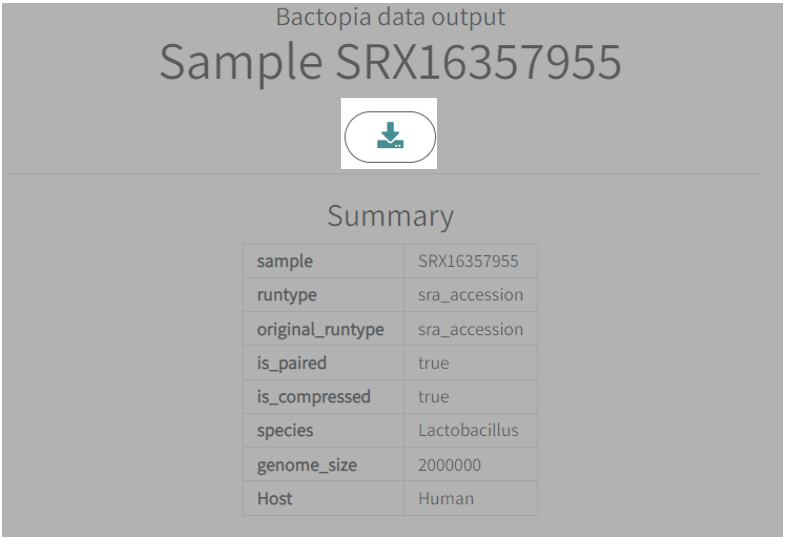 Bactopia data output
Sample SRX16357955
Summary
sample SRX16357955
runtype sra_accession
original_runtype sra_accession
is_paired true
is_compressed true
species Lactobacillus
genome_size 2000000
Host Human